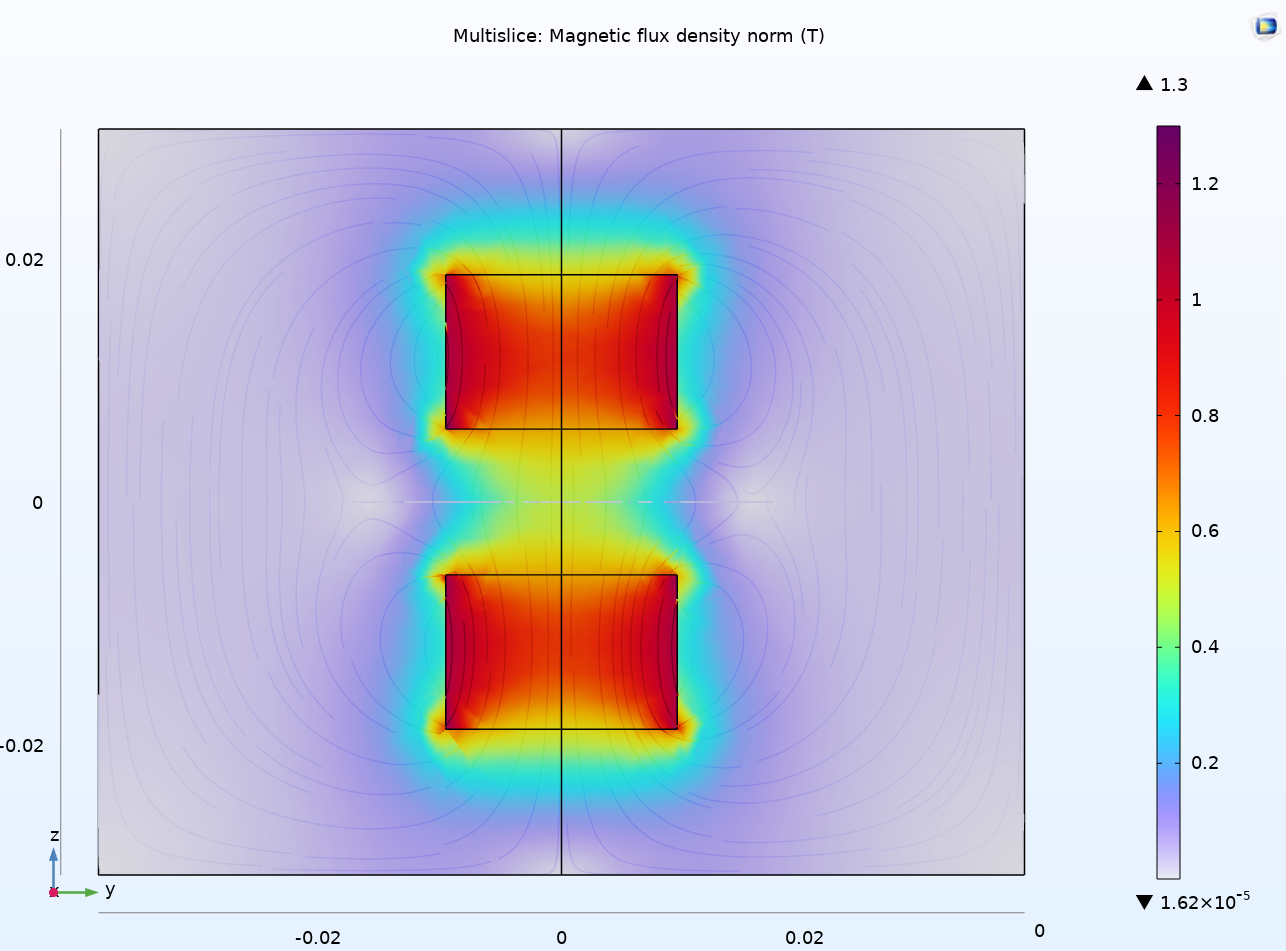 Multislice: Magnetic flux density norm (T)
▲ 1.3
1.2
1
0.8
0.6
0.4
0.2
▼ 1.62×10⁻⁵
0.02
0
-0.02
z
y
x
-0.02 0 0.02 0